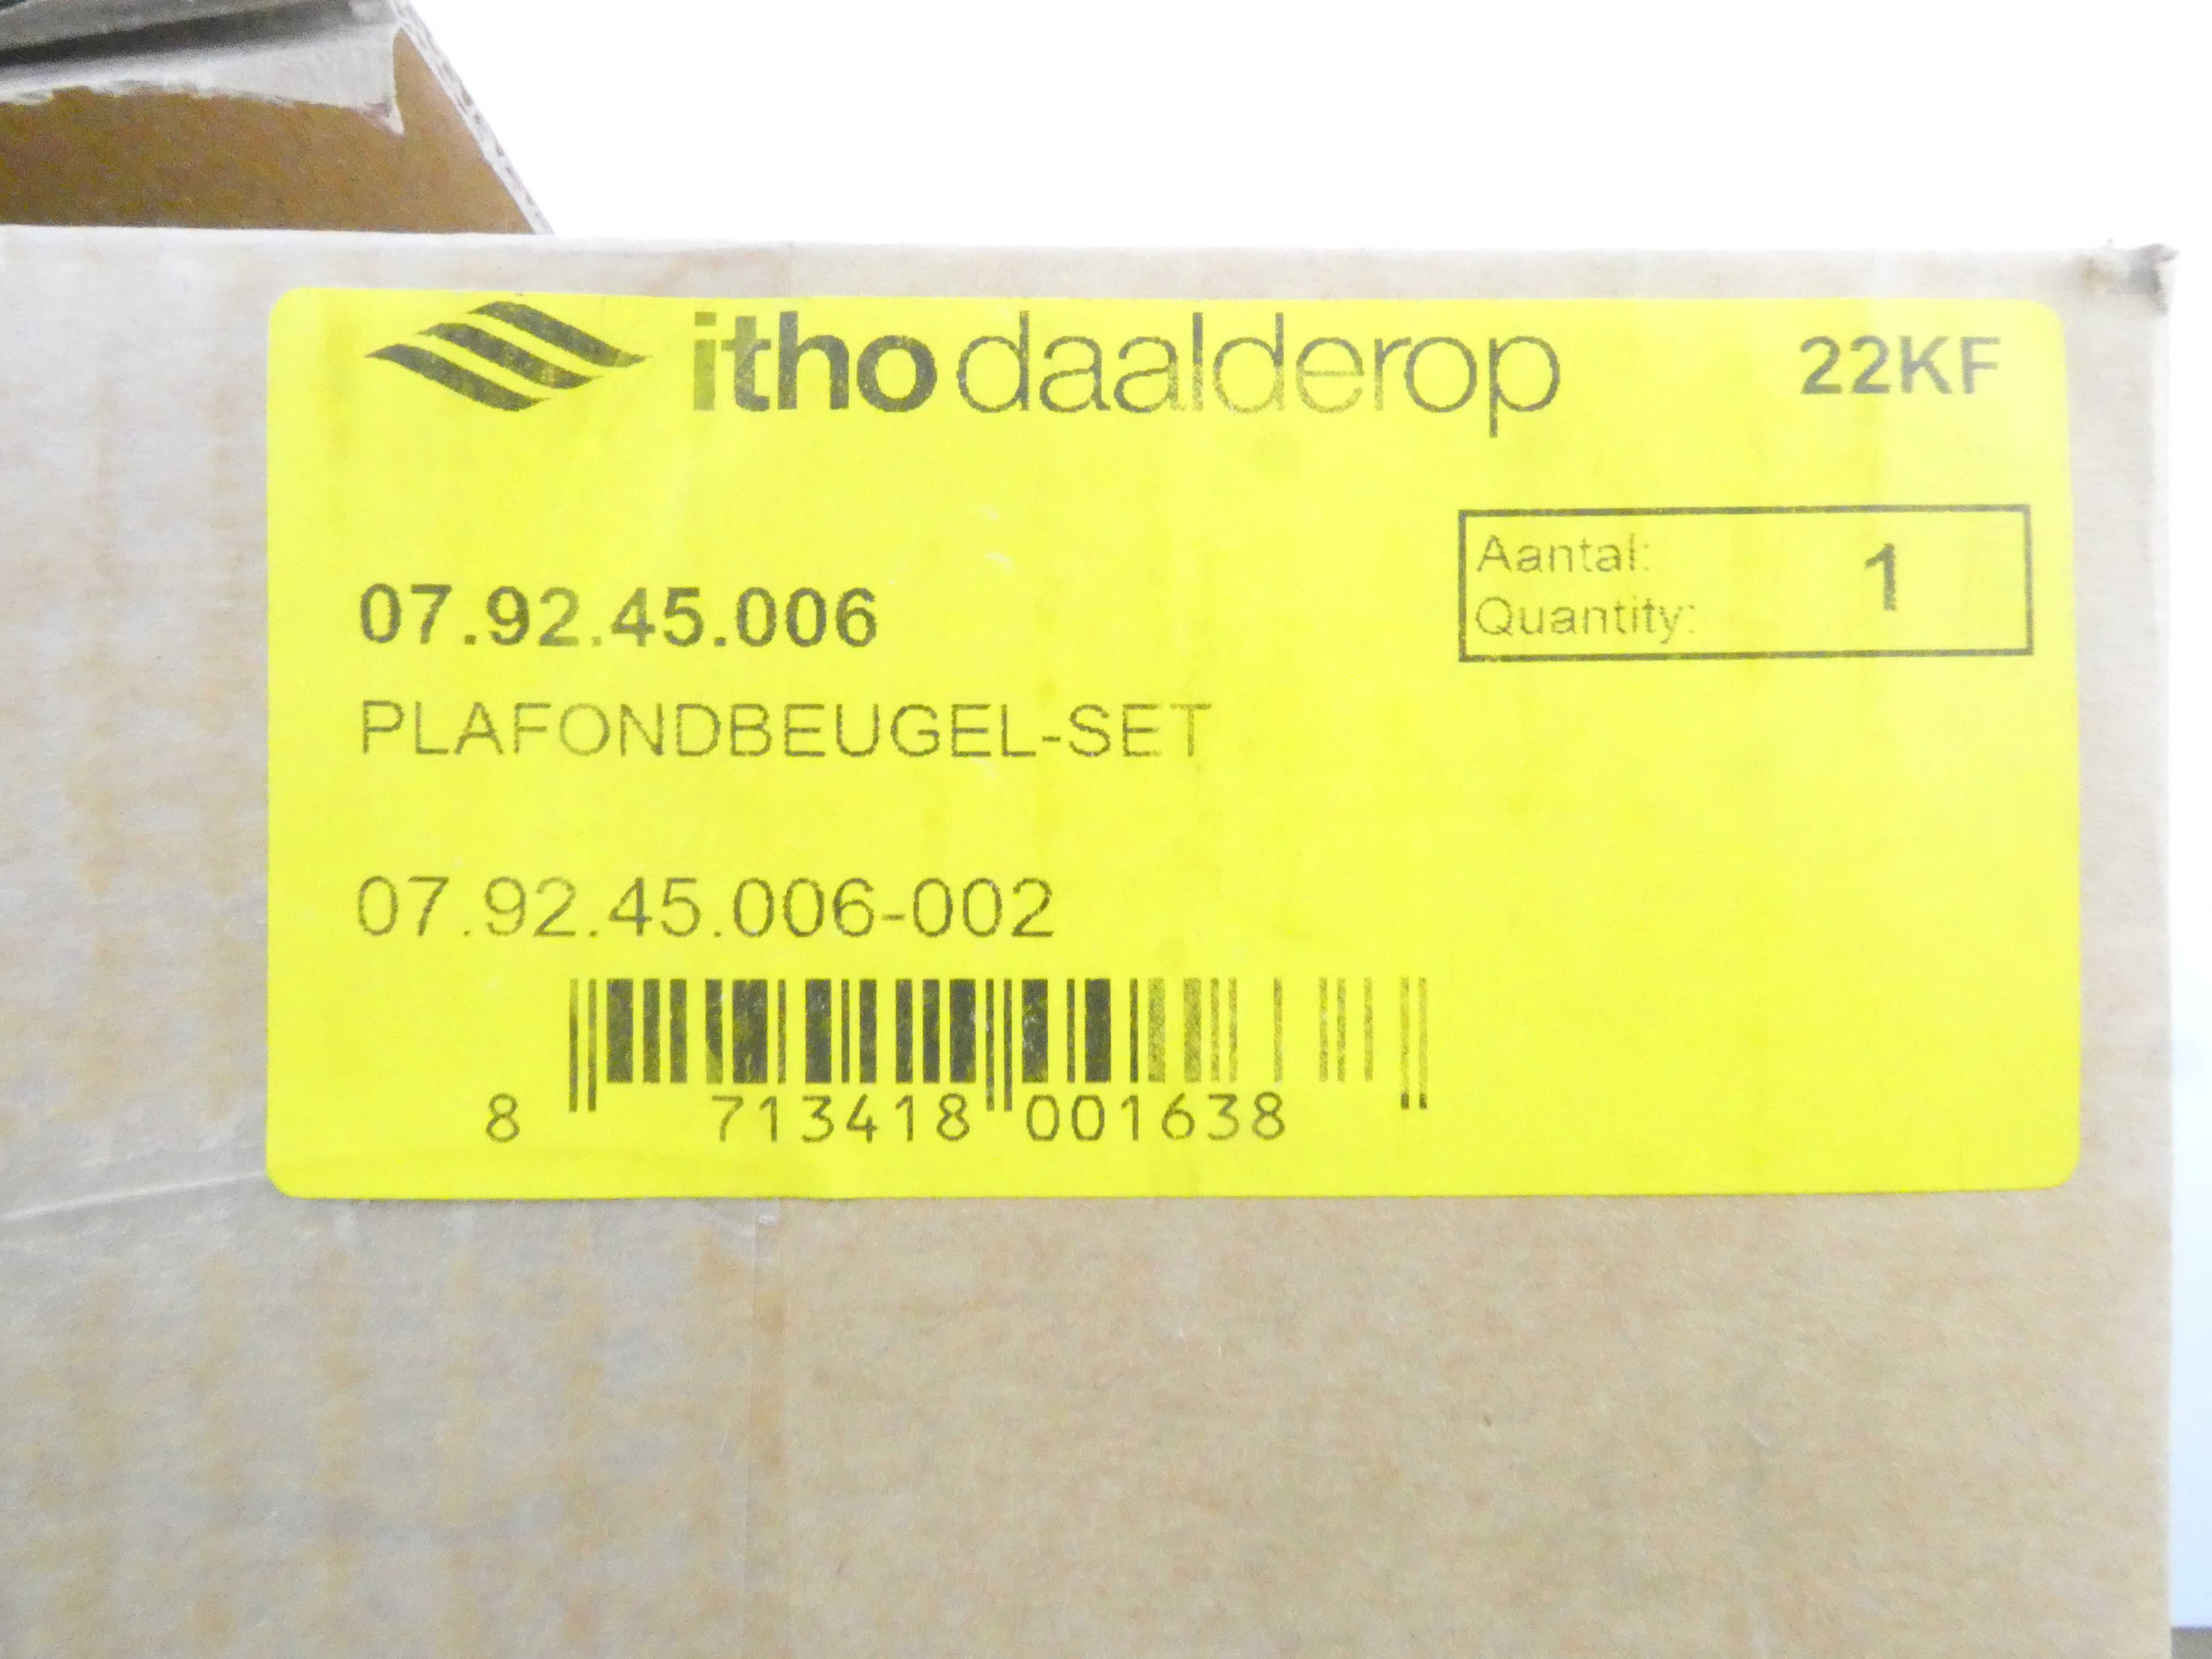 itho daalderop
22KF
Aantal:
Quantity:
1
07.92.45.006
PLAFONDBEUGEL-SET
07.92.45.006-002
8 713418 001638